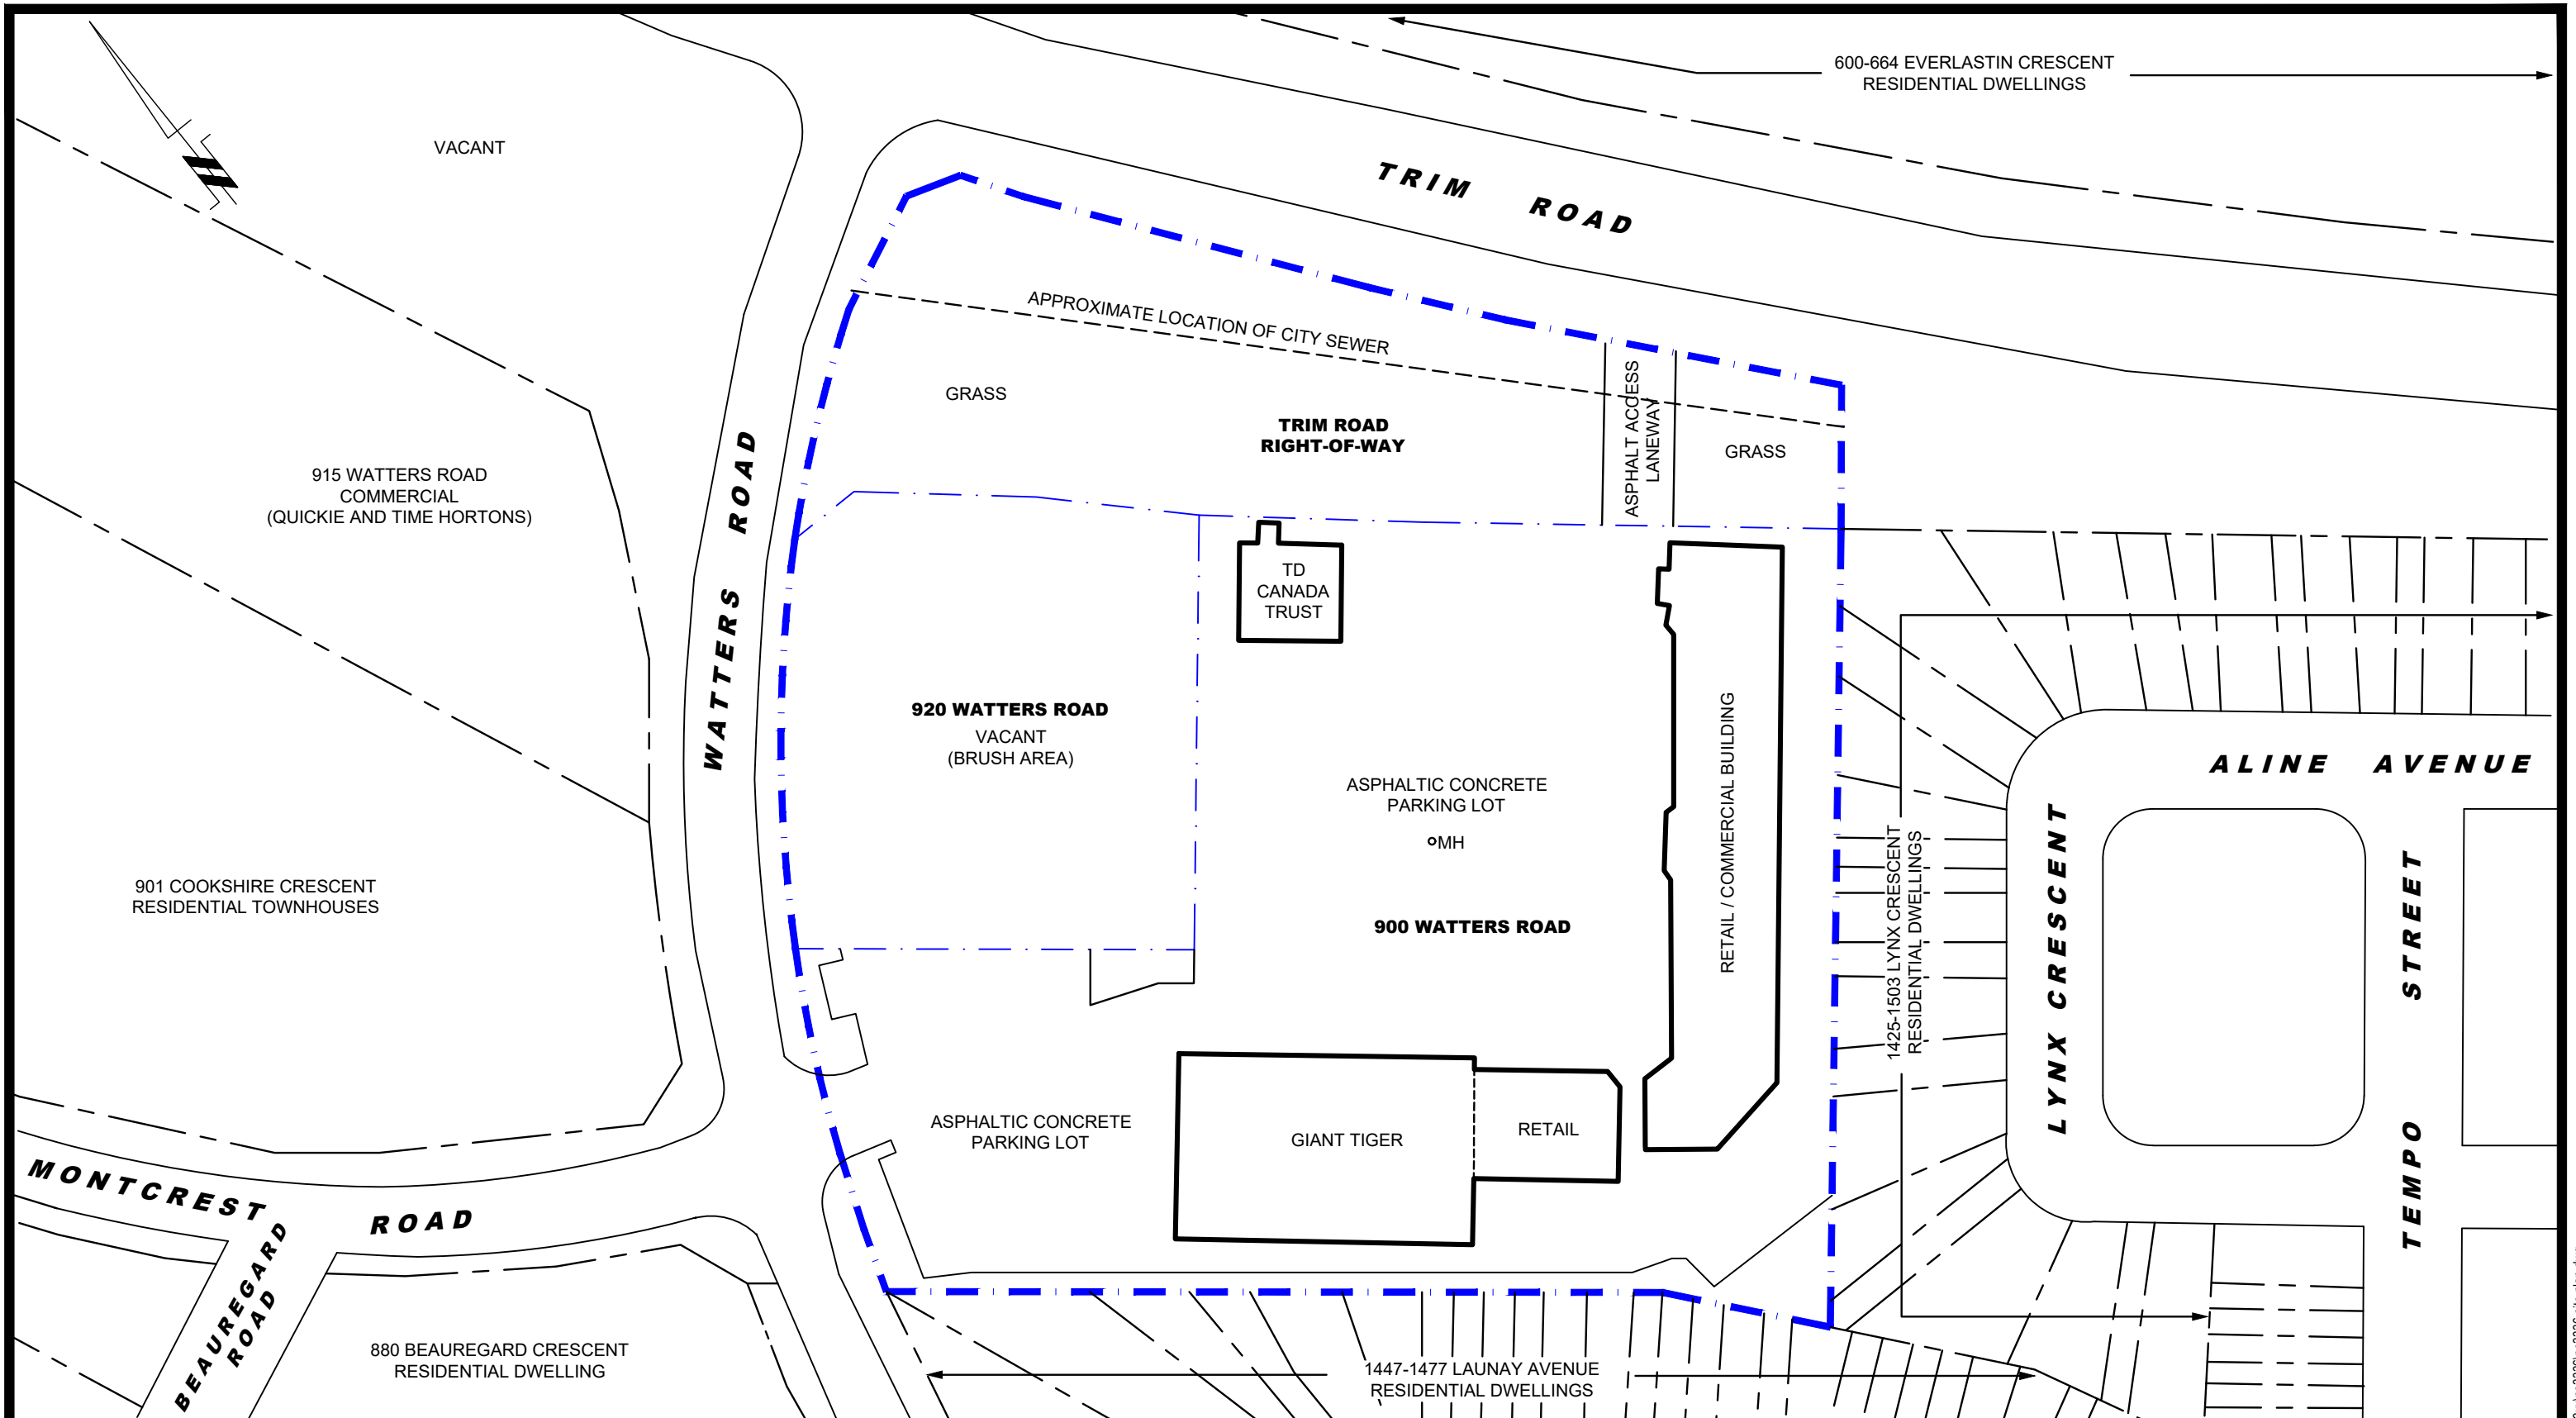 600-664 EVERLASTIN CRESCENT
RESIDENTIAL DWELLINGS
VACANT
TRIM ROAD
APPROXIMATE LOCATION OF CITY SEWER
GRASS
TRIM ROAD
RIGHT-OF-WAY
ASPHALT ACCESS
LANEWAY
GRASS
915 WATTERS ROAD
COMMERCIAL
(QUICKIE AND TIME HORTONS)
WATTERS ROAD
TD
CANADA
TRUST
920 WATTERS ROAD
VACANT
(BRUSH AREA)
ASPHALTIC CONCRETE
PARKING LOT
MH
900 WATTERS ROAD
RETAIL / COMMERCIAL BUILDING
1425-1503 LYNX CRESCENT
RESIDENTIAL DWELLINGS
ALINE AVENUE
LYNX CRESCENT
TEMPO STREET
901 COOKSHIRE CRESCENT
RESIDENTIAL TOWNHOUSES
ASPHALTIC CONCRETE
PARKING LOT
GIANT TIGER
RETAIL
MONTCREST ROAD
BEAUREGARD
ROAD
880 BEAUREGARD CRESCENT
RESIDENTIAL DWELLING
1447-1477 LAUNAY AVENUE
RESIDENTIAL DWELLINGS